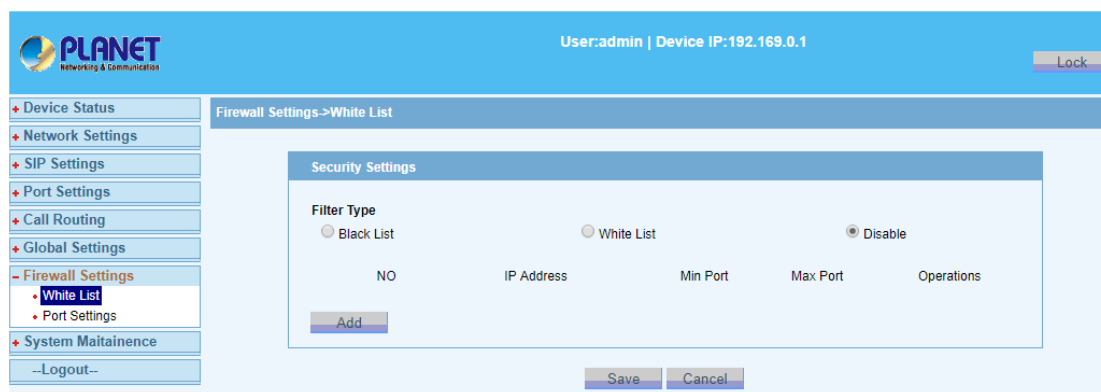 PLANET
Networking & Communication
User:admin | Device IP:192.169.0.1
Lock
Device Status
Network Settings
SIP Settings
Port Settings
Call Routing
Global Settings
Firewall Settings
White List
Port Settings
System Maitainence
--Logout--
Firewall Settings->White List
Security Settings
Filter Type
Black List White List Disable
NO IP Address Min Port Max Port Operations
Add
Save Cancel